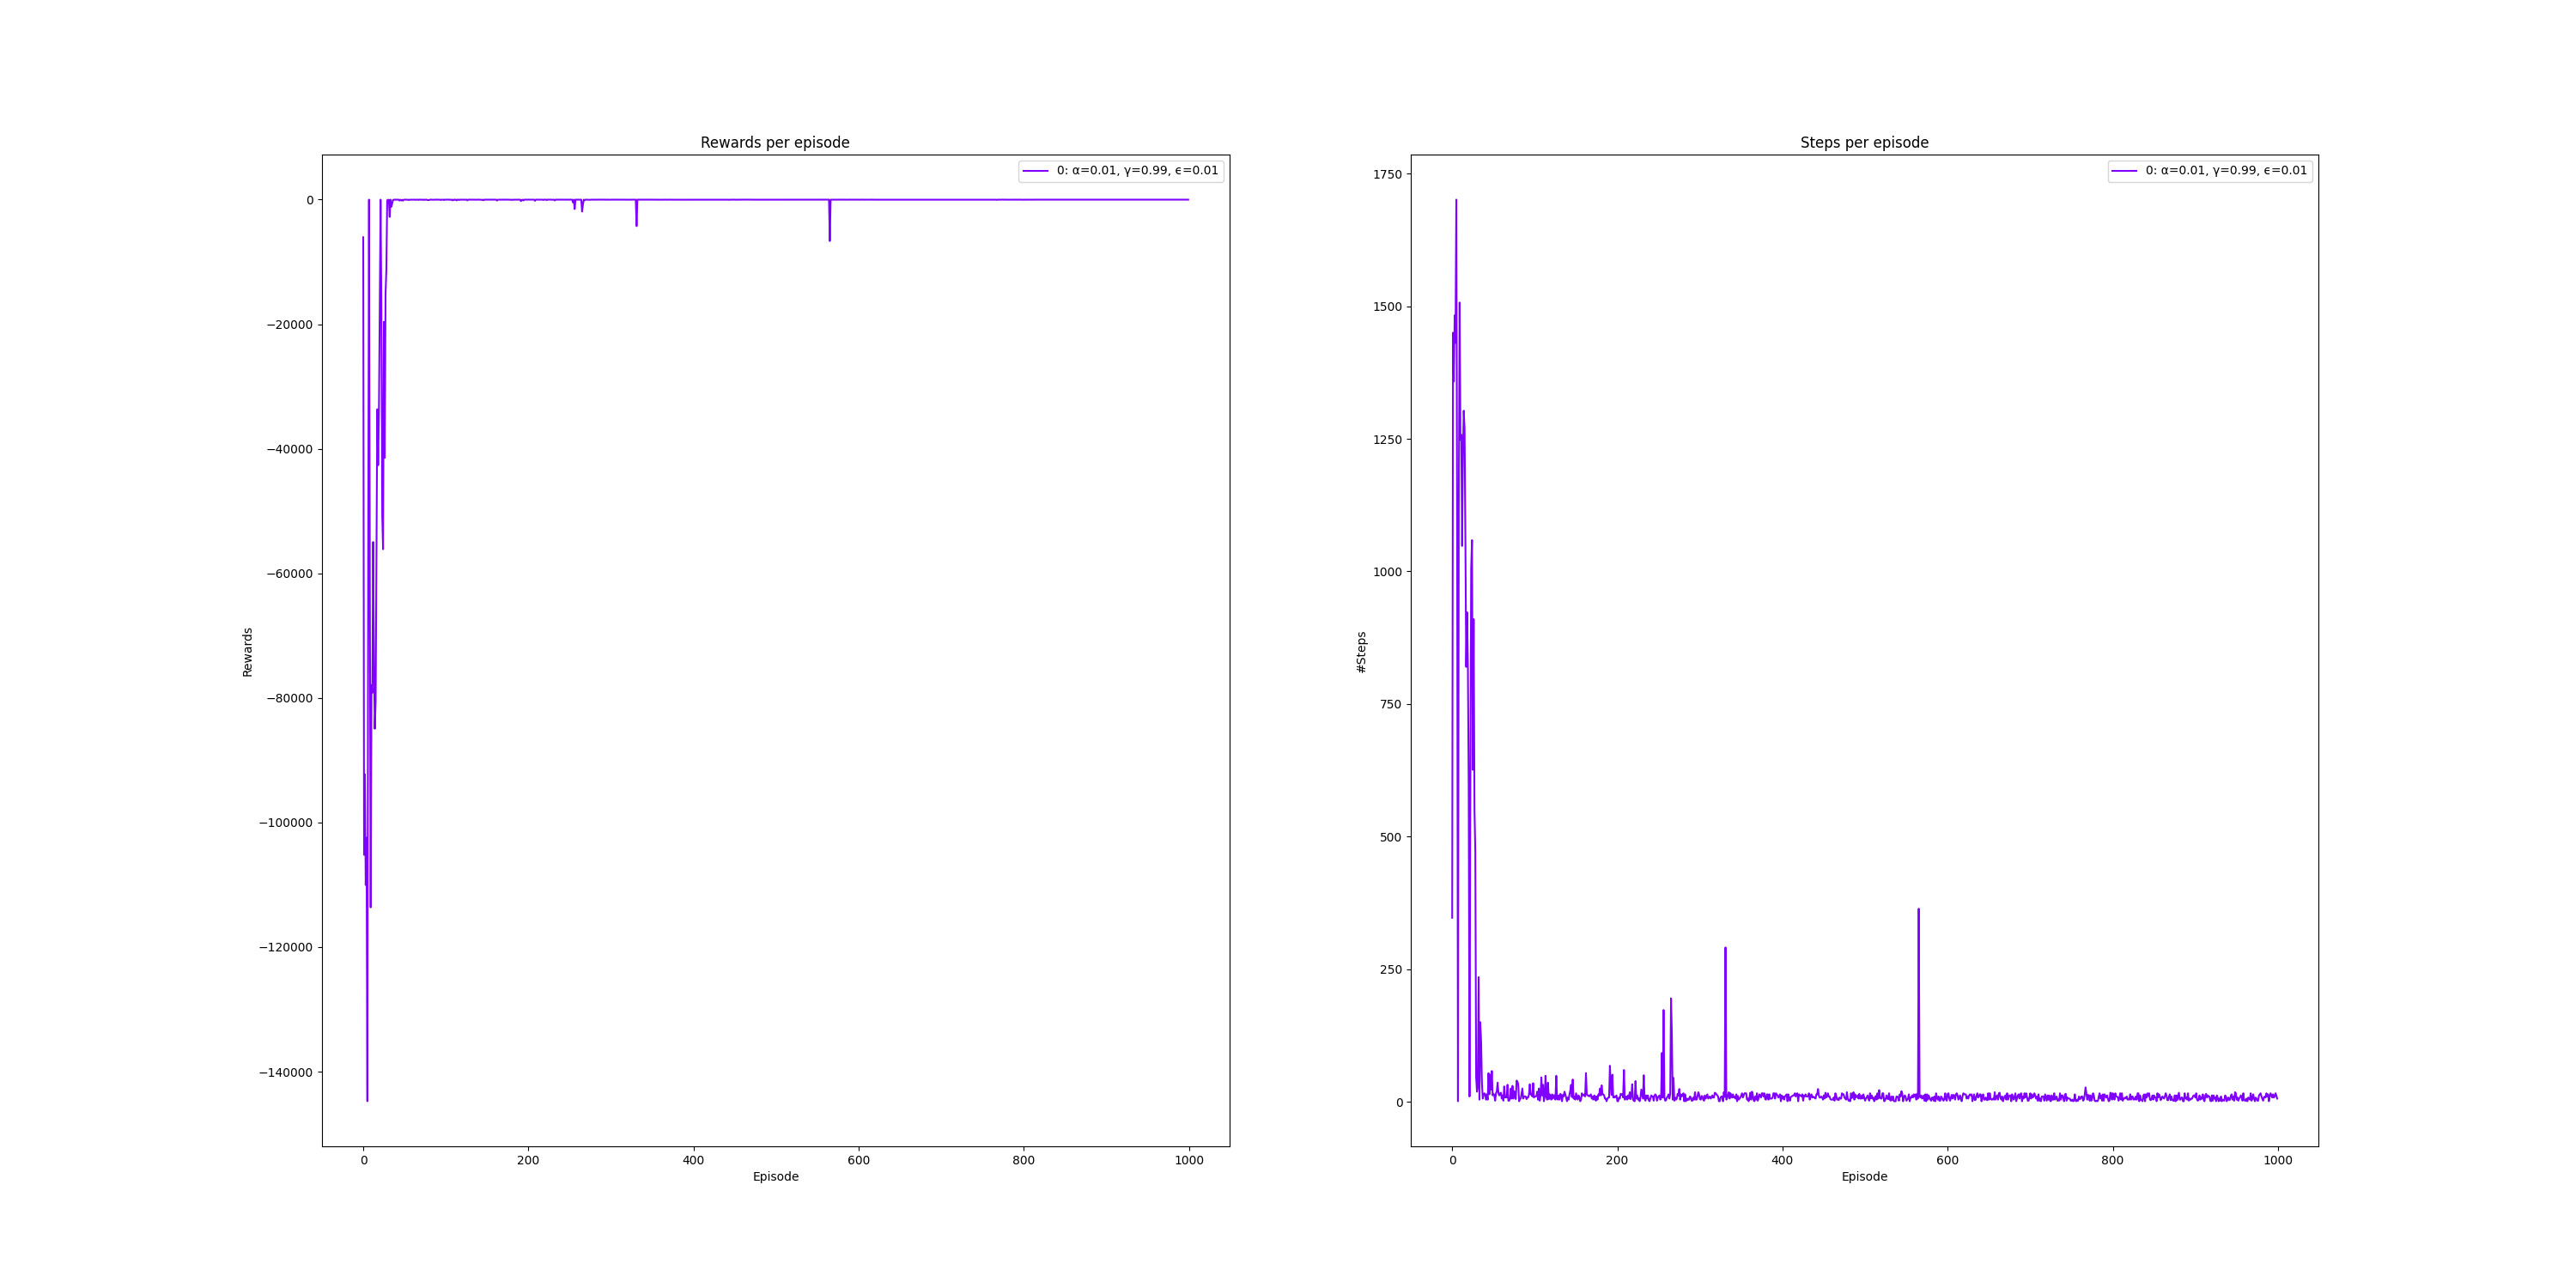 Rewards per episode
0: α=0.01, γ=0.99, ϵ=0.01
0
−20000
−40000
−60000
−80000
−100000
−120000
−140000
Rewards
0 200 400 600 800 1000
Episode
Steps per episode
0: α=0.01, γ=0.99, ϵ=0.01
1750
1500
1250
1000
750
500
250
0
#Steps
0 200 400 600 800 1000
Episode